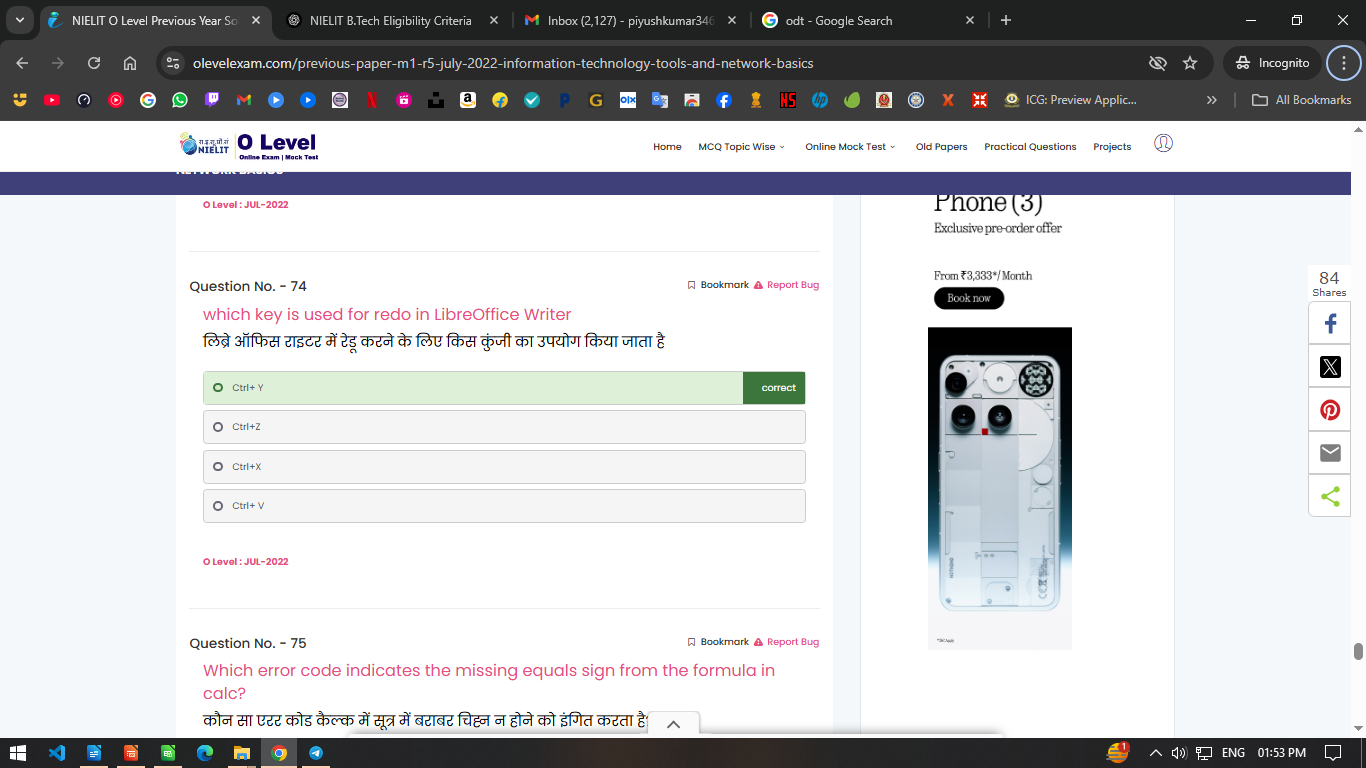 NIELIT O Level Previous Year So
NIELIT B.Tech Eligibility Criteria
Inbox (2,127) - piyushkumar346
odt - Google Search
olevelexam.com/previous-paper-m1-r5-july-2022-information-technology-tools-and-network-basics
Incognito
ICG: Preview Applic...
All Bookmarks
रा.इ.सू.प्रौ.सं
NIELIT
O Level
Online Exam | Mock Test
Home
MCQ Topic Wise
Online Mock Test
Old Papers
Practical Questions
Projects
NETWORK BASICS
O Level : JUL-2022
Question No. - 74
Bookmark
Report Bug
which key is used for redo in LibreOffice Writer
लिब्रे ऑफिस राइटर में रेडू करने के लिए किस कुंजी का उपयोग किया जाता है
Ctrl+ Y
correct
Ctrl+Z
Ctrl+X
Ctrl+ V
O Level : JUL-2022
Question No. - 75
Bookmark
Report Bug
Which error code indicates the missing equals sign from the formula in
calc?
कौन सा एरर कोड कैल्क में सूत्र में बराबर चिह्न न होने को इंगित करता है?
Phone (3)
Exclusive pre-order offer
From ₹3,333*/Month
Book now
84
Shares
ENG
01:53 PM
1